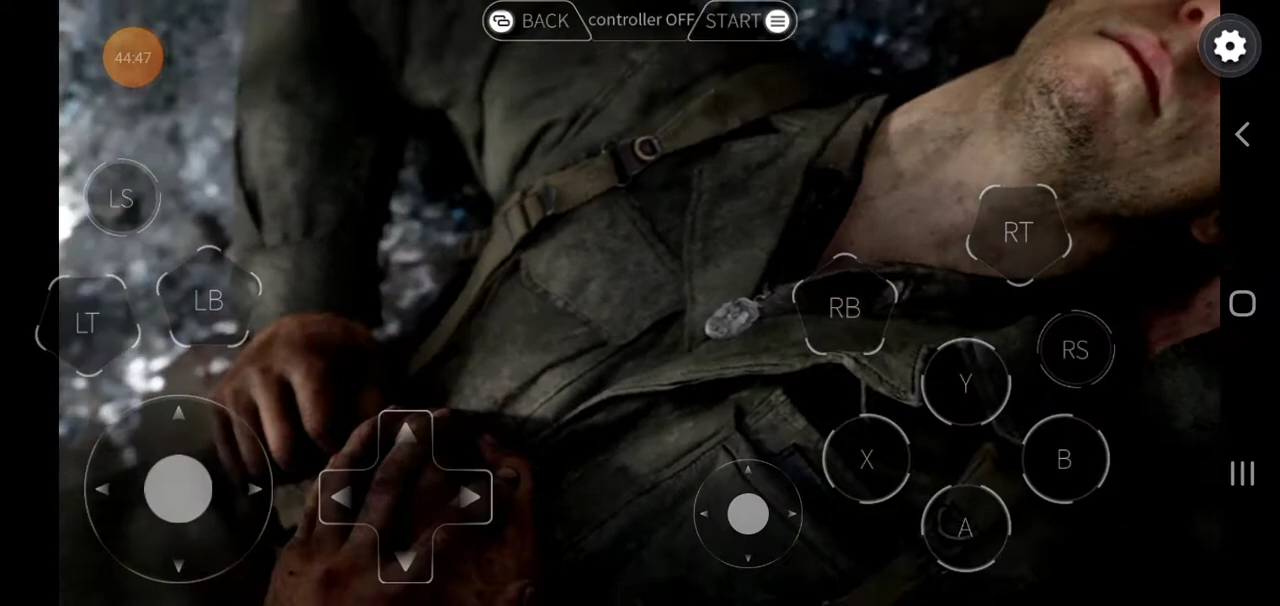 BACK controller OFF START
44:47
LS
RT
LB
LT
RB
RS
Y
X
B
A